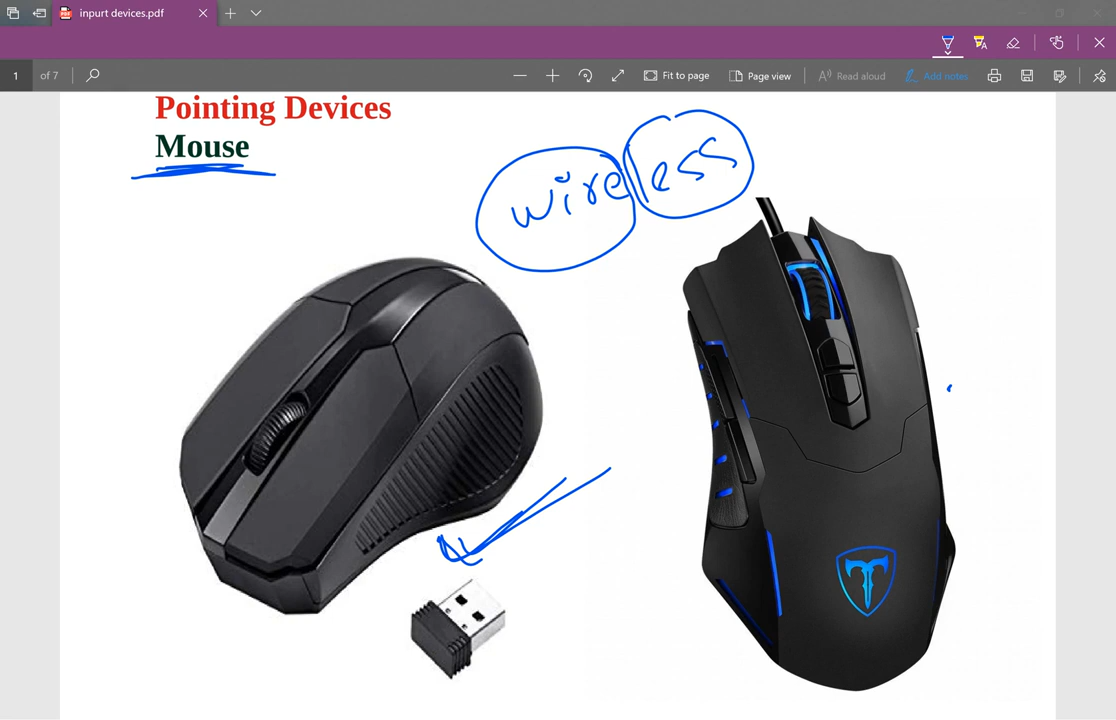 inpurt devices.pdf
1 of 7 Fit to page Page view Read aloud Add notes
Pointing Devices
Mouse
wireless